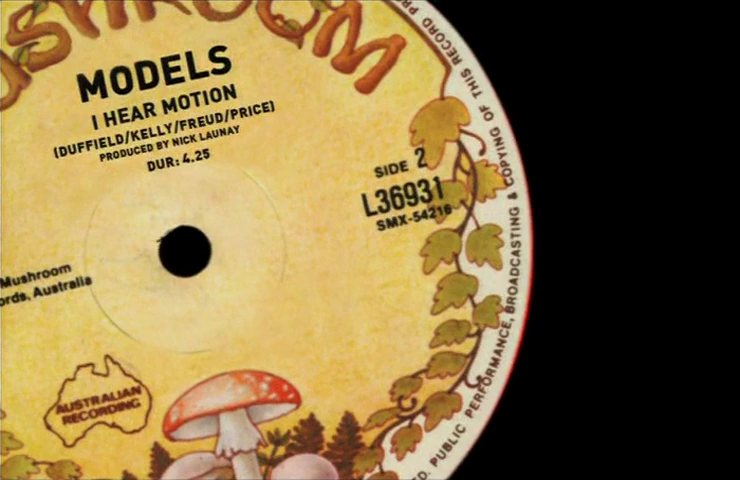 MUSHROOM
MODELS
I HEAR MOTION
(DUFFIELD/KELLY/FREUD/PRICE)
PRODUCED BY NICK LAUNAY
DUR: 4.25
SIDE 2
L36931
SMX-54216
Mushroom
ords, Australia
AUSTRALIAN
RECORDING
PUBLIC PERFORMANCE, BROADCASTING & COPYING OF THIS RECORD